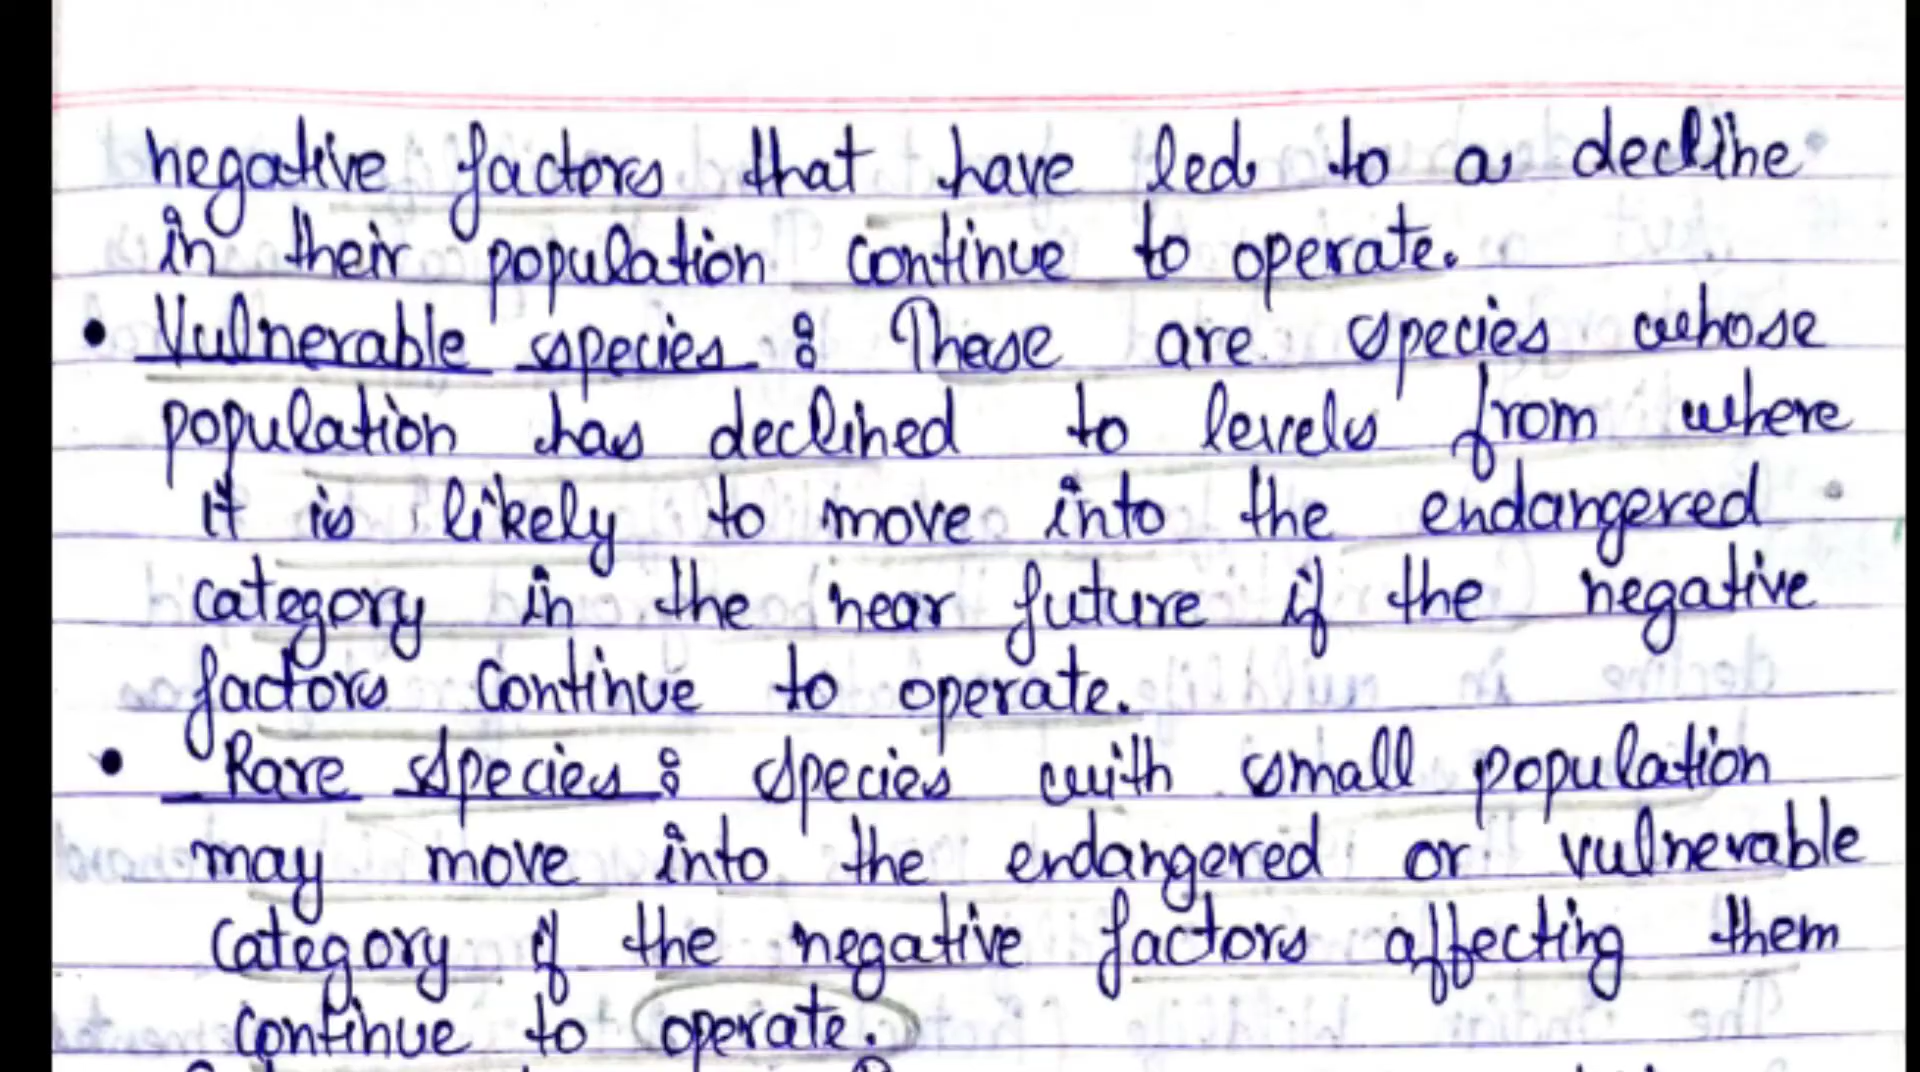 negative factors that have led to a decline
in their population continue to operate.
• Vulnerable species : These are species whose
population has declined to levels from where
it is likely to move into the endangered
category in the near future if the negative
factors continue to operate.
• Rare species : species with small population
may move into the endangered or vulnerable
category if the negative factors affecting them
continue to operate.